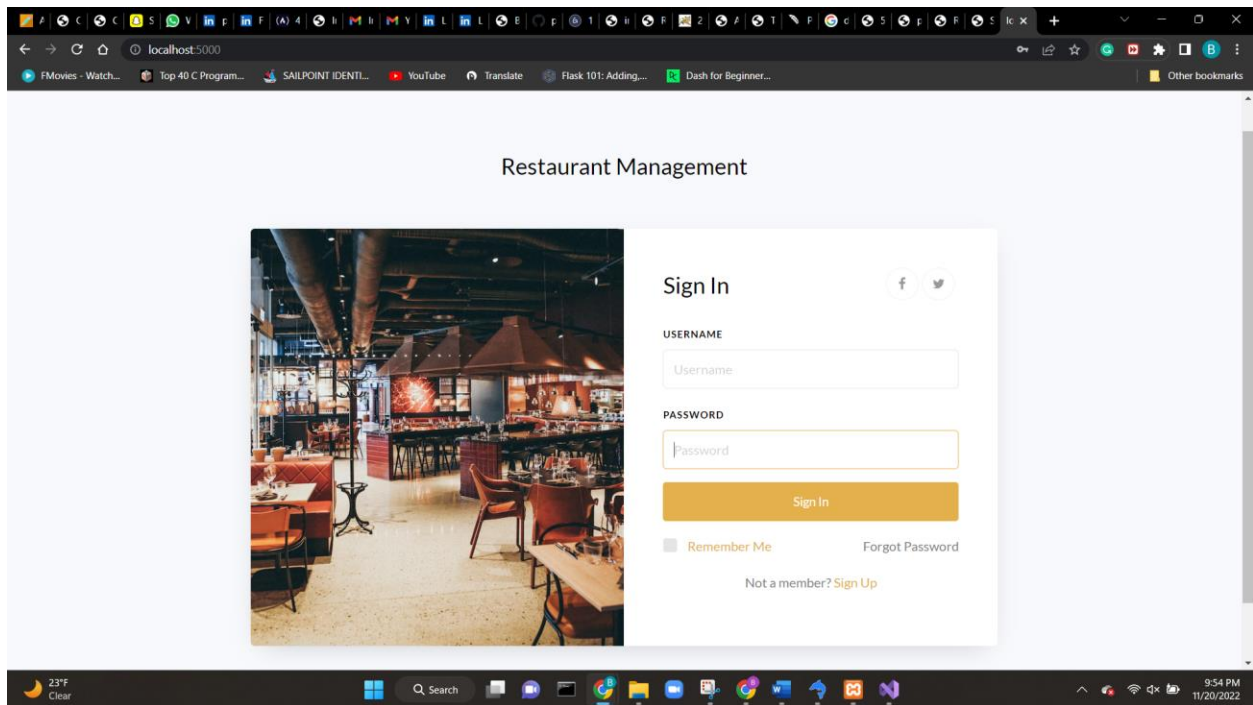 localhost:5000
FMovies - Watch... Top 40 C Program... SAILPOINT IDENTI... YouTube Translate Flask 101: Adding,... Dash for Beginner... Other bookmarks
Restaurant Management
Sign In
USERNAME
Username
PASSWORD
Password
Sign In
Remember Me Forgot Password
Not a member? Sign Up
23°F
Clear
Search
9:54 PM
11/20/2022